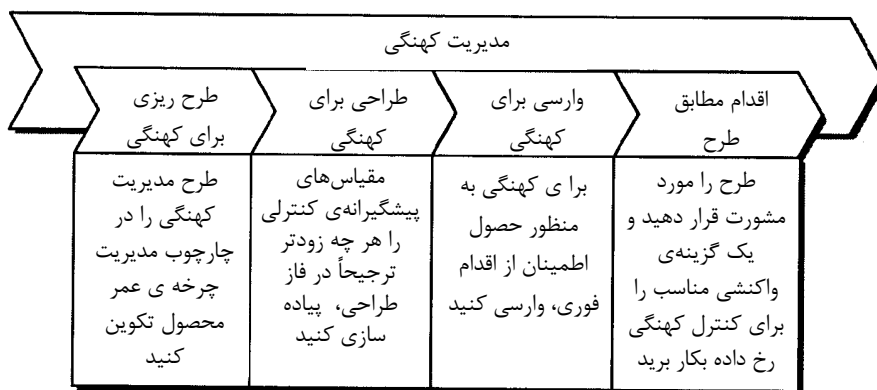 مدیریت کهنگی
طرح ریزی
برای کهنگی
طرح مدیریت
کهنگی را در
چارچوب مدیریت
چرخه ی عمر
محصول تکوین
کنید
طراحی برای
کهنگی
مقیاس‌های
پیشگیرانه‌ی کنترلی
را هر چه زودتر
ترجیحاً در فاز
طراحی، پیاده
سازی کنید
وارسی برای
کهنگی
برا ی کهنگی به
منظور حصول
اطمینان از اقدام
فوری، وارسی کنید
اقدام مطابق
طرح
طرح را مورد
مشورت قرار دهید و
یک گزینه‌ی
واکنشی مناسب را
برای کنترل کهنگی
رخ داده بکار برید